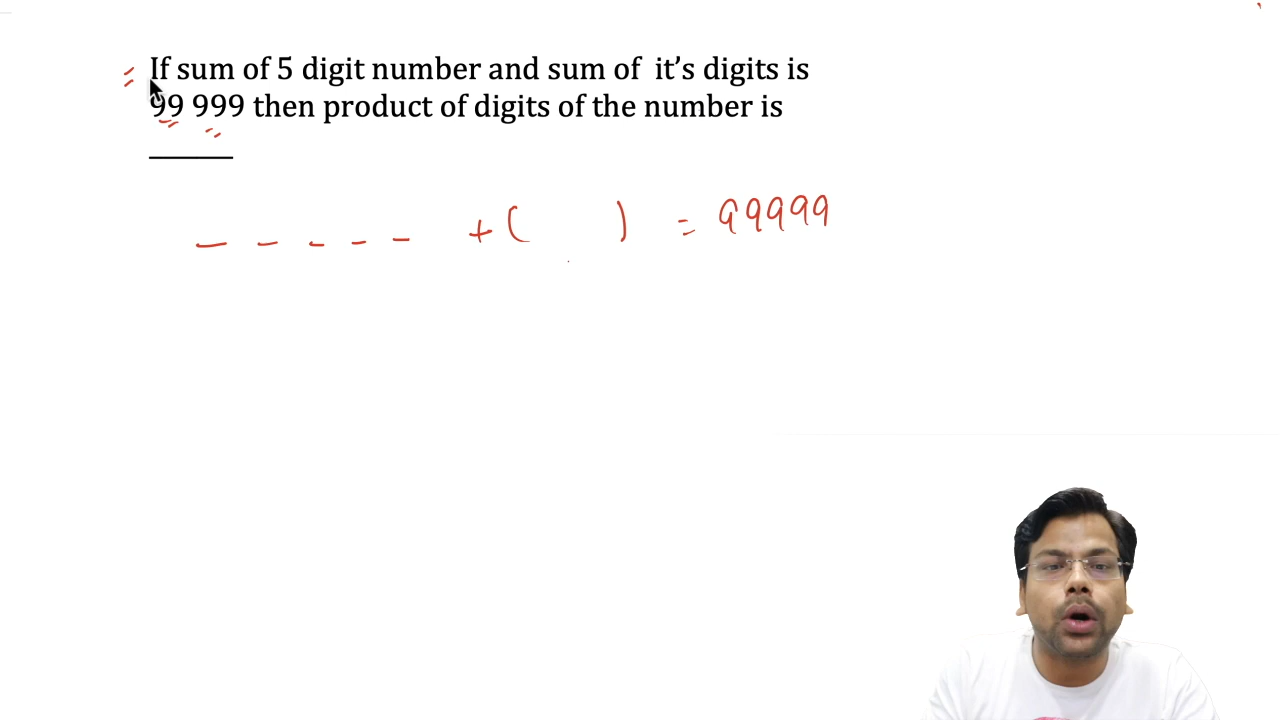 If sum of 5 digit number and sum of it’s digits is
99 999 then product of digits of the number is
______
_ _ _ _ _ + ( ) = 99999